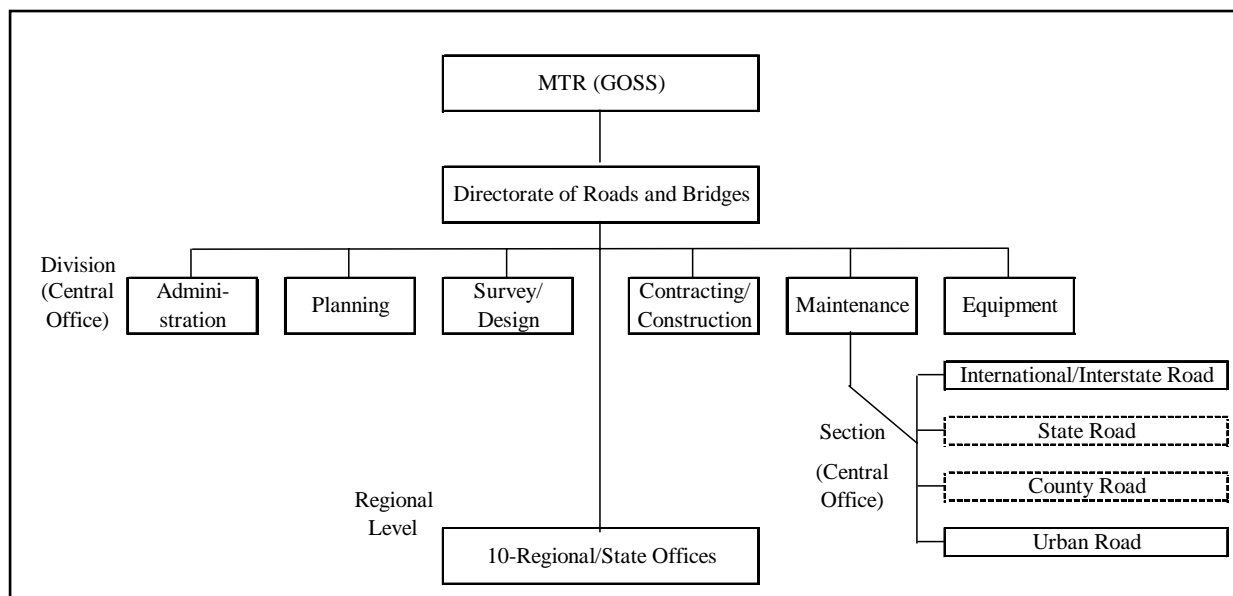 MTR (GOSS)
Directorate of Roads and Bridges
Division
(Central
Office)
Admini-
stration
Planning
Survey/
Design
Contracting/
Construction
Maintenance
Equipment
International/Interstate Road
Section
(Central
Office)
State Road
County Road
Urban Road
Regional
Level
10-Regional/State Offices